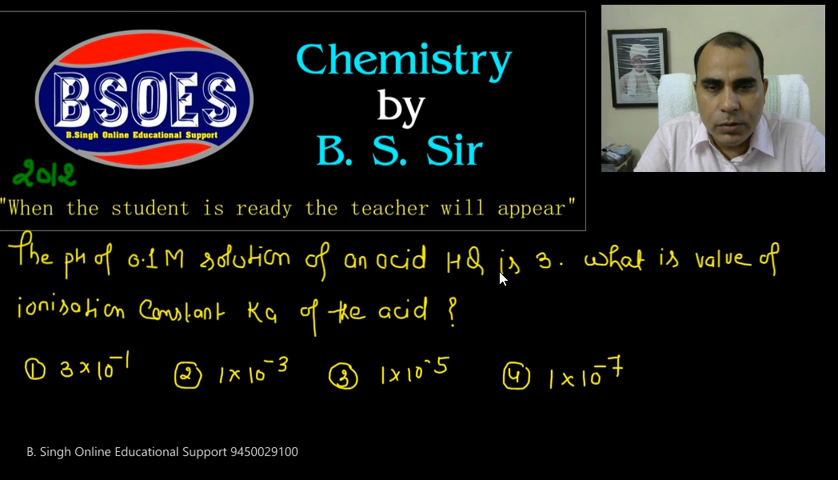 BSOES
B.Singh Online Educational Support
Chemistry
by
B. S. Sir
2012
"When the student is ready the teacher will appear"
The pH of 0.1M solution of an acid HQ is 3. What is value of
ionisation Constant Ka of the acid ?
① 3×10⁻¹ ② 1×10⁻³ ③ 1×10⁻⁵ ④ 1×10⁻⁷
B. Singh Online Educational Support 9450029100